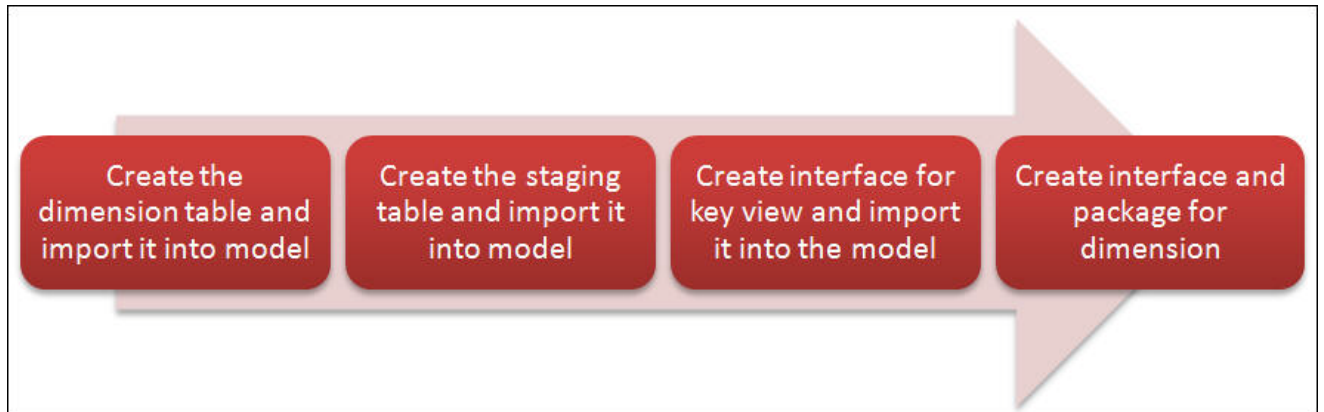 Create the
dimension table and
import it into model
Create the staging
table and import it
into model
Create interface for
key view and import
it into the model
Create interface and
package for
dimension